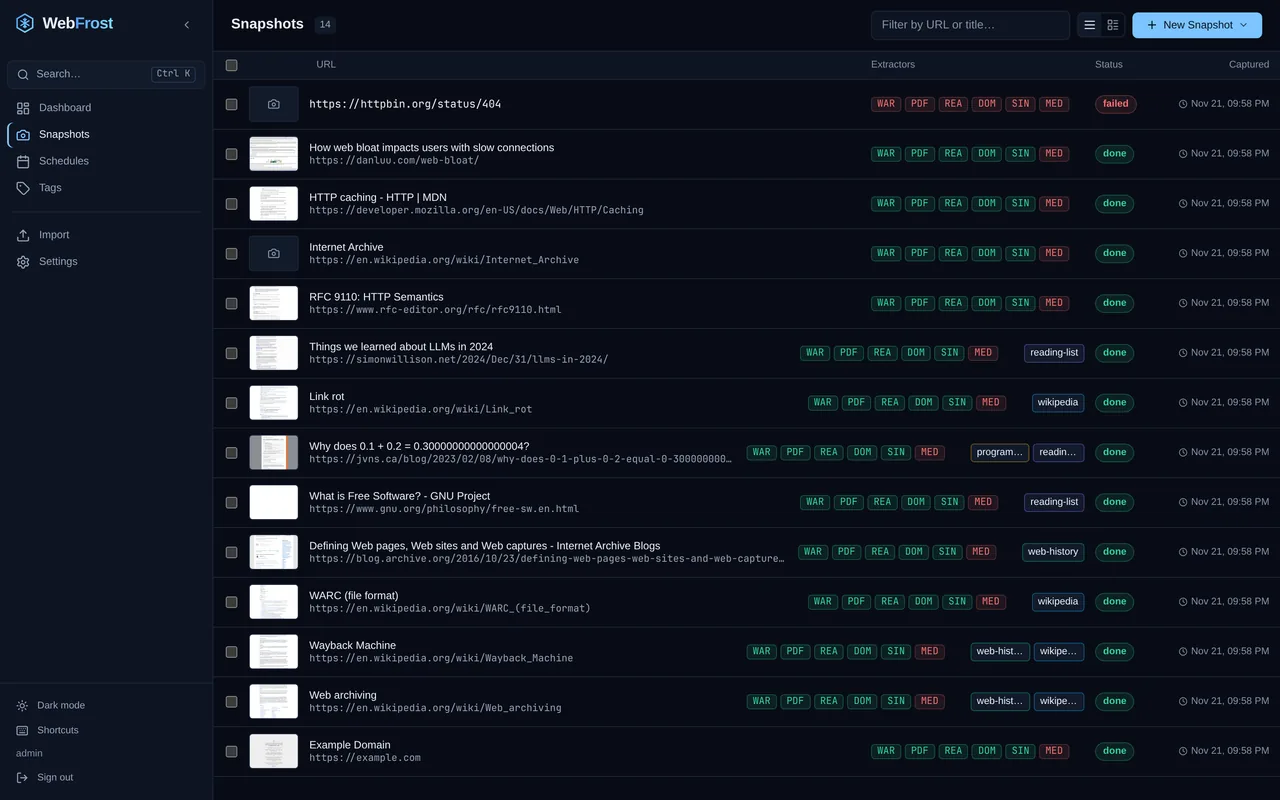 WebFrost
Search…
Ctrl K
Dashboard
Snapshots
Schedules
Tags
Import
Settings
Dark mode
Shortcuts
admin
Sign out
Snapshots 14
Filter by URL or title…
New Snapshot
URL Extractors Status Captured
https://httpbin.org/status/404
WAR PDF REA DOM SIN MED failed Nov 21, 09:58 PM
How web bloat impacts users with slow connections
https://danluu.com/web-bloat/
WAR PDF REA DOM SIN MED done Nov 21, 09:58 PM
HTTP caching - HTTP | MDN
https://developer.mozilla.org/en-US/docs/Web/HTTP/Caching
WAR PDF REA DOM SIN MED done Nov 21, 09:58 PM
Internet Archive
https://en.wikipedia.org/wiki/Internet_Archive
WAR PDF REA DOM SIN MED done Nov 21, 09:58 PM
RFC 9110: HTTP Semantics
https://www.rfc-editor.org/rfc/rfc9110.html
WAR PDF REA DOM SIN MED done Nov 21, 09:58 PM
Things we learned about LLMs in 2024
https://simonwillison.net/2024/Dec/31/llms-in-2024/
WAR PDF REA DOM SIN MED reading-list done Nov 21, 09:58 PM
Link rot
https://en.wikipedia.org/wiki/Link_rot
WAR PDF REA DOM SIN MED wikipedia done Nov 21, 09:58 PM
Why does 0.1 + 0.2 = 0.30000000000000004?
https://jvns.ca/blog/2023/02/08/why-does-0-1-plus-0-2-equal-0-300000000…
WAR PDF REA DOM SIN MED readin… done Nov 21, 09:58 PM
What is Free Software? - GNU Project
https://www.gnu.org/philosophy/free-sw.en.html
WAR PDF REA DOM SIN MED reading-list done Nov 21, 09:58 PM
Defining Web pages, Web sites and Web captures - Internet Archive Blogs
https://blog.archive.org/2016/10/23/defining-web-pages-web-sites-and-web-capture…
WAR PDF REA DOM SIN MED web-history done Nov 21, 09:58 PM
WARC (file format)
https://en.wikipedia.org/wiki/WARC_(file_format)
WAR PDF REA DOM SIN MED wikipedia done Nov 21, 09:58 PM
Wayback Machine
https://en.wikipedia.org/wiki/Wayback_Machine
WAR PDF REA DOM SIN MED web-hist… wikipe… done Nov 21, 09:58 PM
Web archiving
https://en.wikipedia.org/wiki/Web_archiving
WAR PDF REA DOM SIN MED web-hist… wikipe… done Nov 21, 09:58 PM
Example Domain
https://example.com
WAR PDF REA DOM SIN MED done Nov 21, 09:58 PM